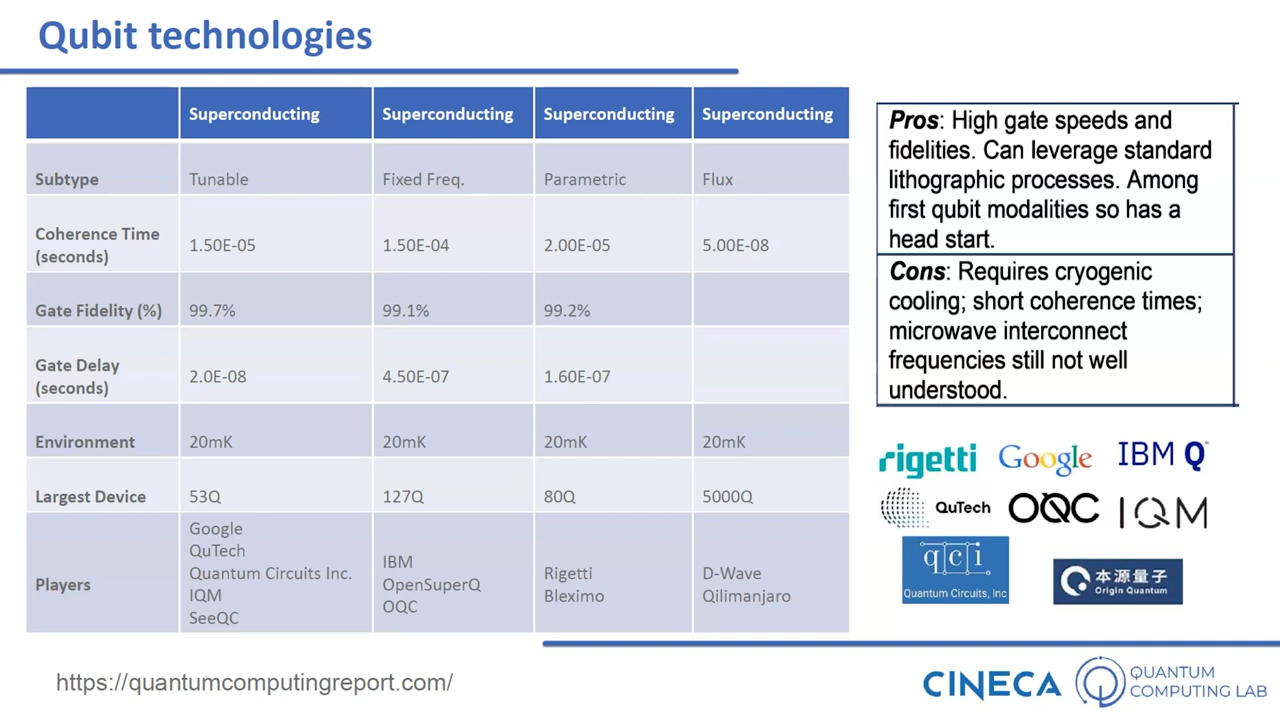 Qubit technologies
Superconducting Superconducting Superconducting Superconducting
Subtype Tunable Fixed Freq. Parametric Flux
Coherence Time
(seconds) 1.50E-05 1.50E-04 2.00E-05 5.00E-08
Gate Fidelity (%) 99.7% 99.1% 99.2%
Gate Delay
(seconds) 2.0E-08 4.50E-07 1.60E-07
Environment 20mK 20mK 20mK 20mK
Largest Device 53Q 127Q 80Q 5000Q
Players
Google
QuTech
Quantum Circuits Inc.
IQM
SeeQC
IBM
OpenSuperQ
OQC
Rigetti
Bleximo
D-Wave
Qilimanjaro
Pros: High gate speeds and
fidelities. Can leverage standard
lithographic processes. Among
first qubit modalities so has a
head start.
Cons: Requires cryogenic
cooling; short coherence times;
microwave interconnect
frequencies still not well
understood.
rigetti Google IBM Q
QuTech OQC IQM
qci
Quantum Circuits, Inc
本源量子
Origin Quantum
https://quantumcomputingreport.com/
CINECA
QUANTUM
COMPUTING LAB